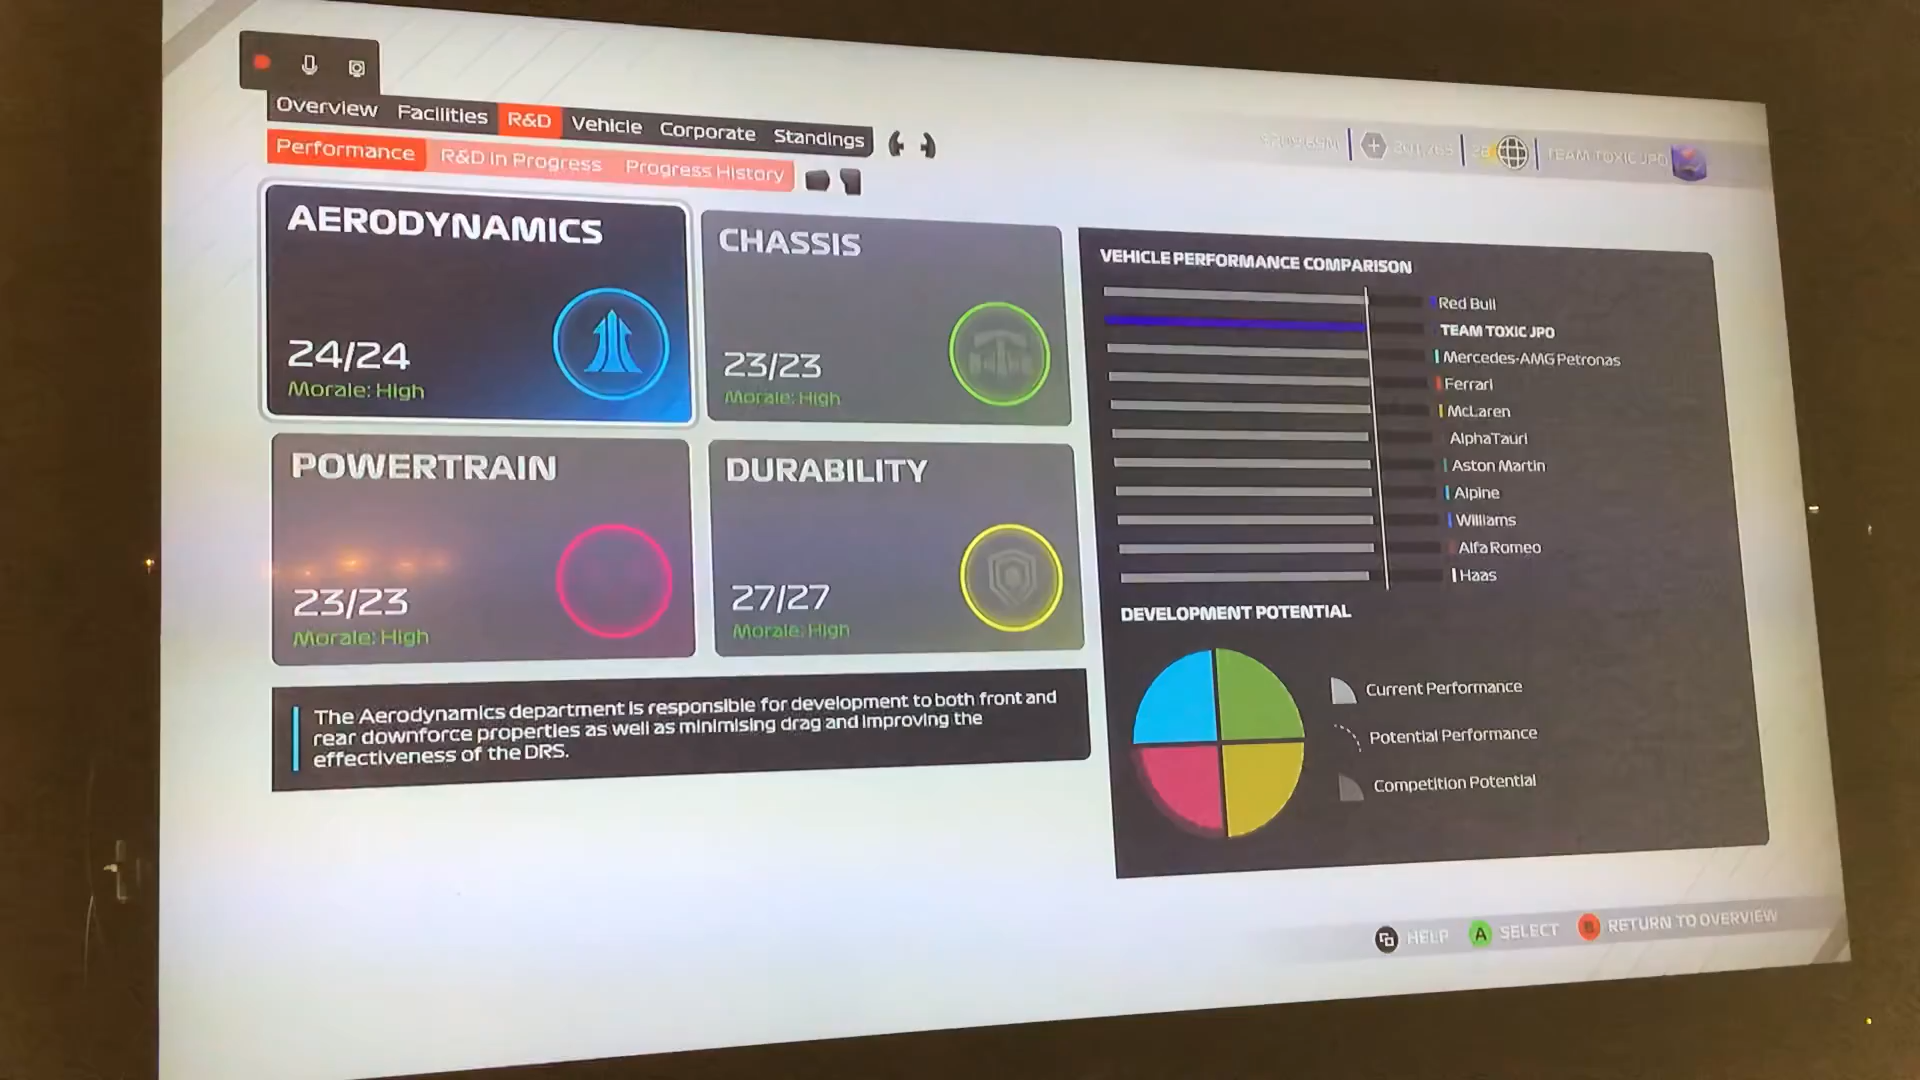 Overview Facilities R&D Vehicle Corporate Standings
Performance R&D In Progress Progress History
TEAM TOXIC JPO
AERODYNAMICS
24/24
Morale: High
CHASSIS
23/23
Morale: High
POWERTRAIN
23/23
Morale: High
DURABILITY
27/27
Morale: High
The Aerodynamics department is responsible for development to both front and
rear downforce properties as well as minimising drag and improving the
effectiveness of the DRS.
VEHICLE PERFORMANCE COMPARISON
Red Bull
TEAM TOXIC JPO
Mercedes-AMG Petronas
Ferrari
McLaren
AlphaTauri
Aston Martin
Alpine
Williams
Alfa Romeo
Haas
DEVELOPMENT POTENTIAL
Current Performance
Potential Performance
Competition Potential
HELP A SELECT B RETURN TO OVERVIEW